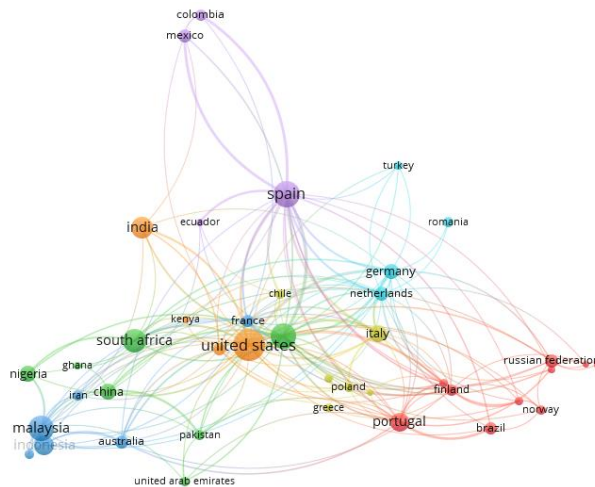 colombia
mexico
turkey
spain
ecuador
romania
india
germany
netherlands
chile
kenya
france
italy
south africa
united states
russian federation
ghana
nigeria
poland
finland
iran
china
greece
norway
malaysia
portugal
brazil
indonesia
australia
pakistan
united arab emirates